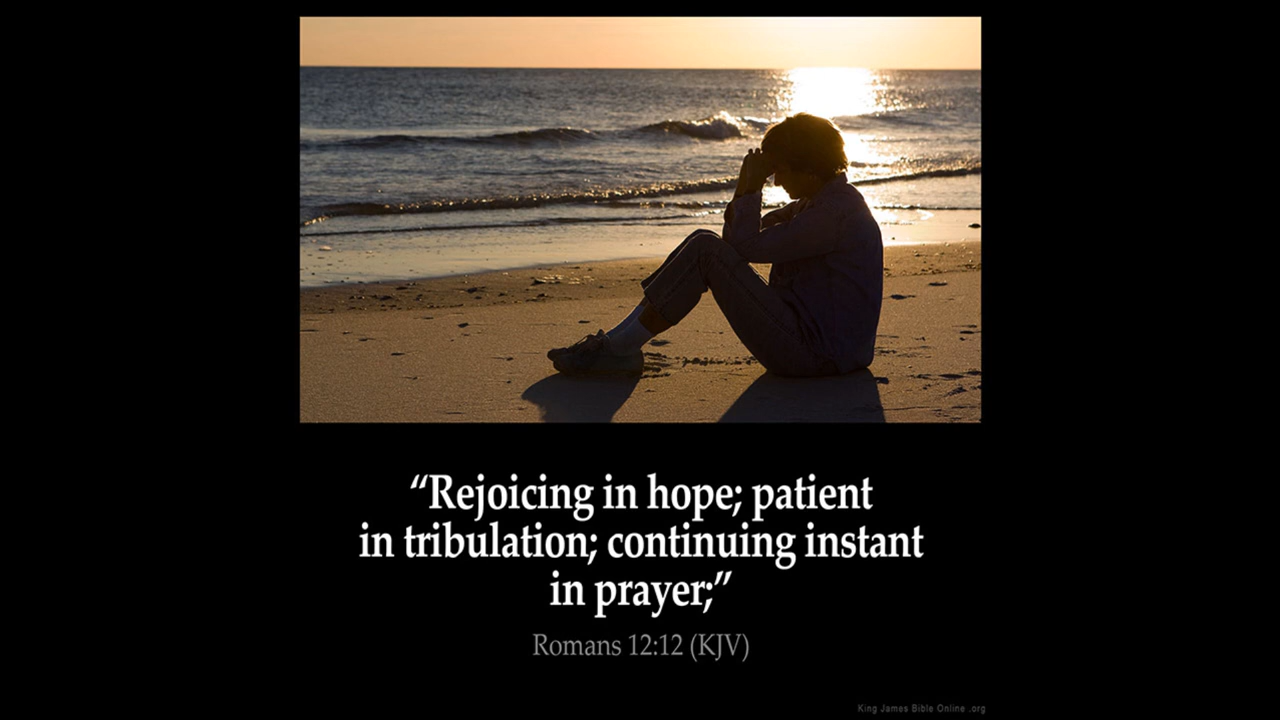 “Rejoicing in hope; patient
in tribulation; continuing instant
in prayer;”
Romans 12:12 (KJV)
King James Bible Online .org